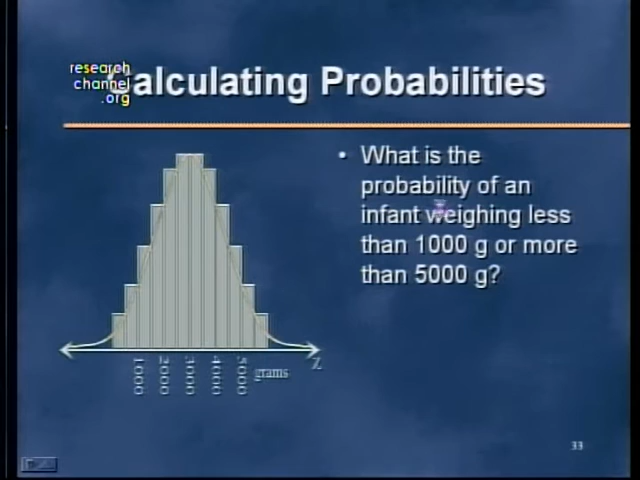 research
channel
.org
Calculating Probabilities
• What is the
probability of an
infant weighing less
than 1000 g or more
than 5000 g?
1000
2000
3000
4000
5000
grams
X
33